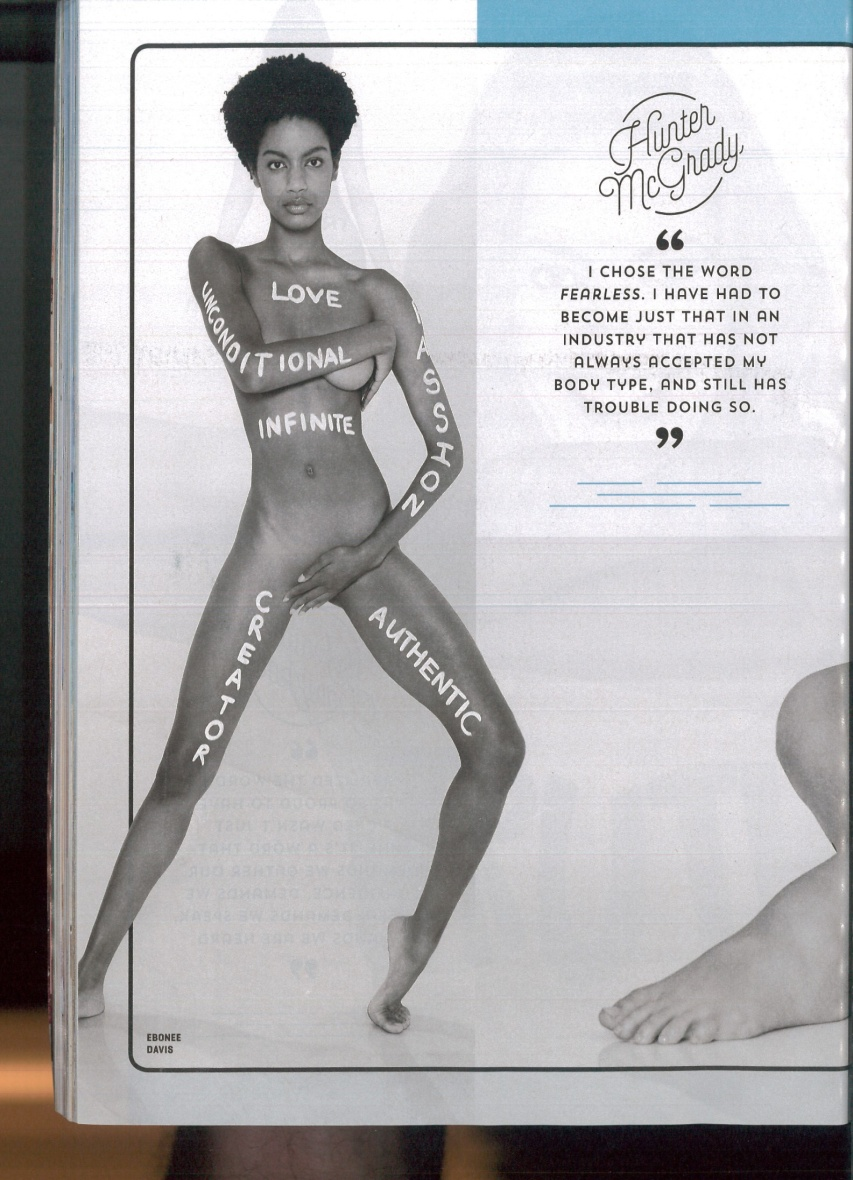 LOVE
UNCONDITIONAL
PASSION
INFINITE
CREATOR
AUTHENTIC
EBONEE
DAVIS
Hunter
McGrady,
“
I CHOSE THE WORD
FEARLESS. I HAVE HAD TO
BECOME JUST THAT IN AN
INDUSTRY THAT HAS NOT
ALWAYS ACCEPTED MY
BODY TYPE, AND STILL HAS
TROUBLE DOING SO.
”